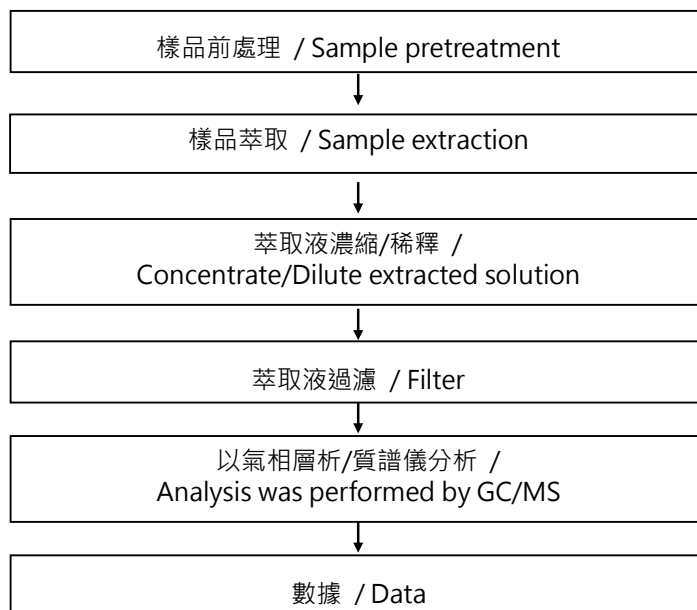 樣品前處理 / Sample pretreatment
樣品萃取 / Sample extraction
萃取液濃縮/稀釋 /
Concentrate/Dilute extracted solution
萃取液過濾 / Filter
以氣相層析/質譜儀分析 /
Analysis was performed by GC/MS
數據 / Data